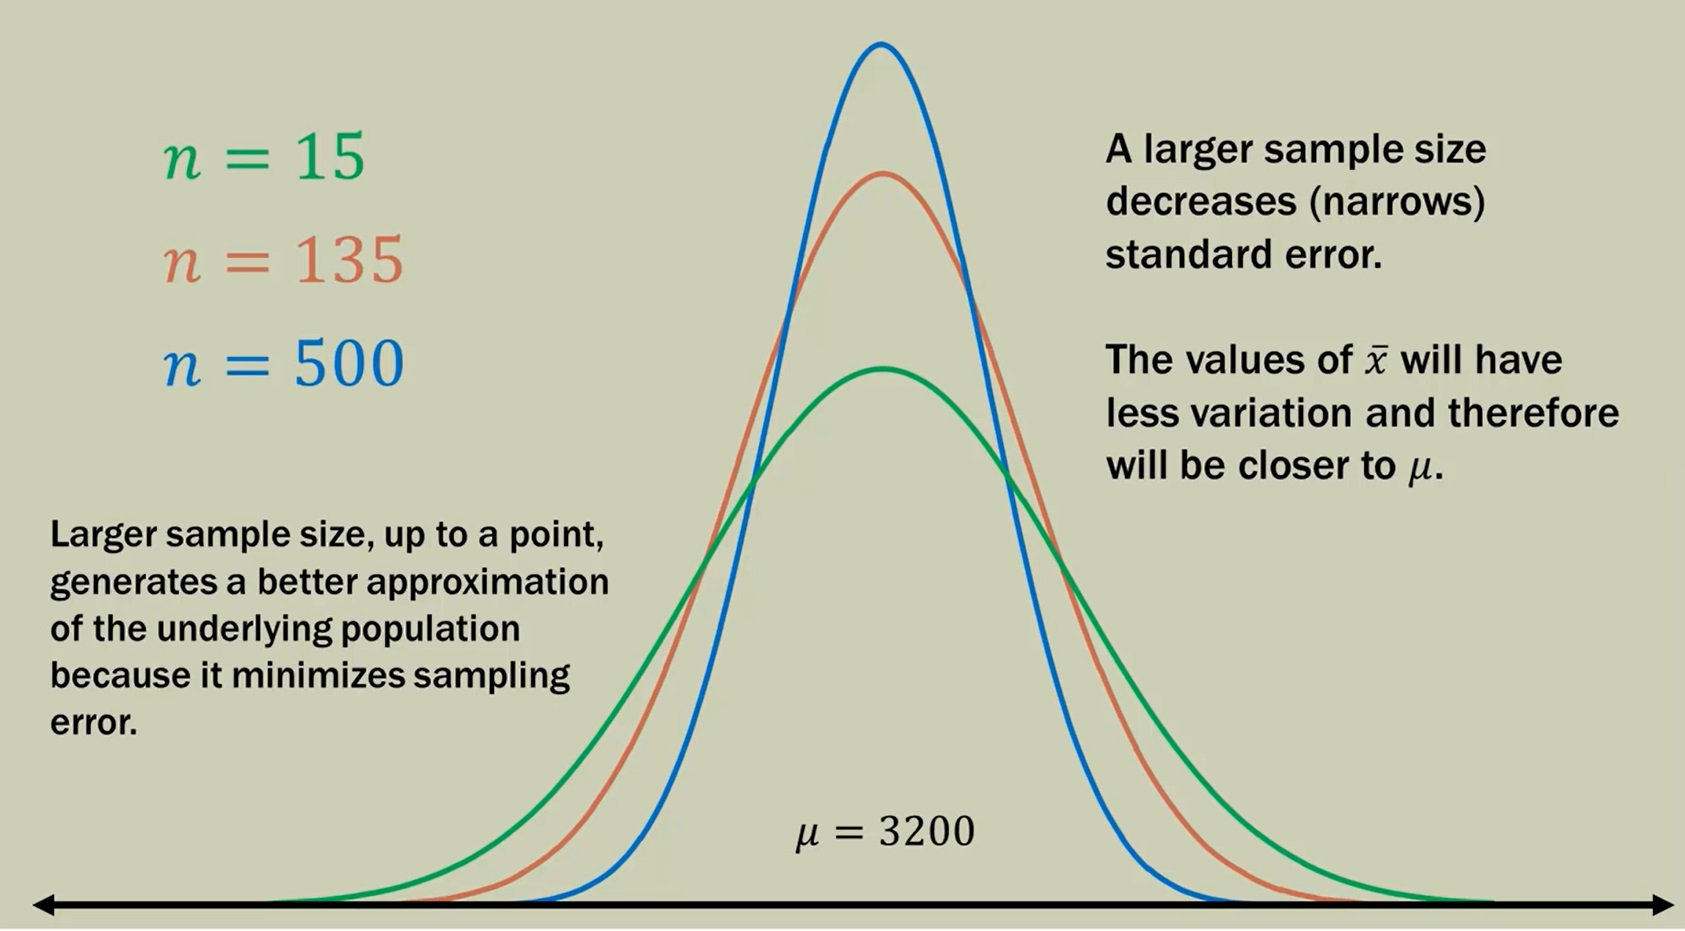 n = 15
n = 135
n = 500
A larger sample size
decreases (narrows)
standard error.
The values of x̄ will have
less variation and therefore
will be closer to μ.
Larger sample size, up to a point,
generates a better approximation
of the underlying population
because it minimizes sampling
error.
μ = 3200